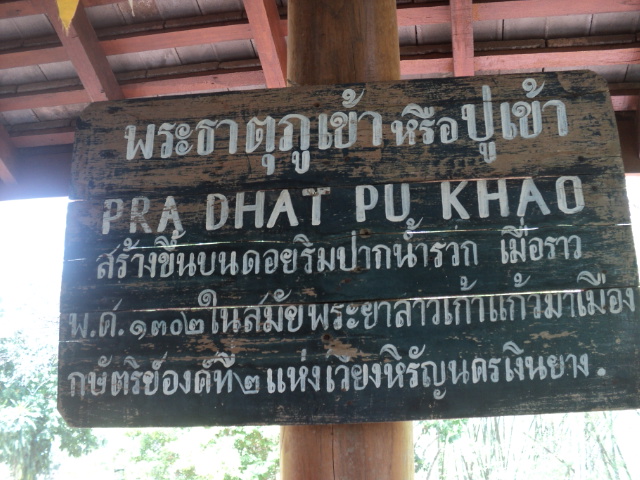 พระธาตุภูเข้า หรือปู่เข้า
PRA DHAT PU KHAO
สร้างขึ้นบนดอยริมปากน้ำรวก เมื่อราว
พ.ศ. ๑๓๐๒ ในสมัยพระยาลาวเก้าแก้วมาเมือง
กษัตริย์องค์ที่ ๒ แห่งเวียงหิรัญนครเงินยาง .